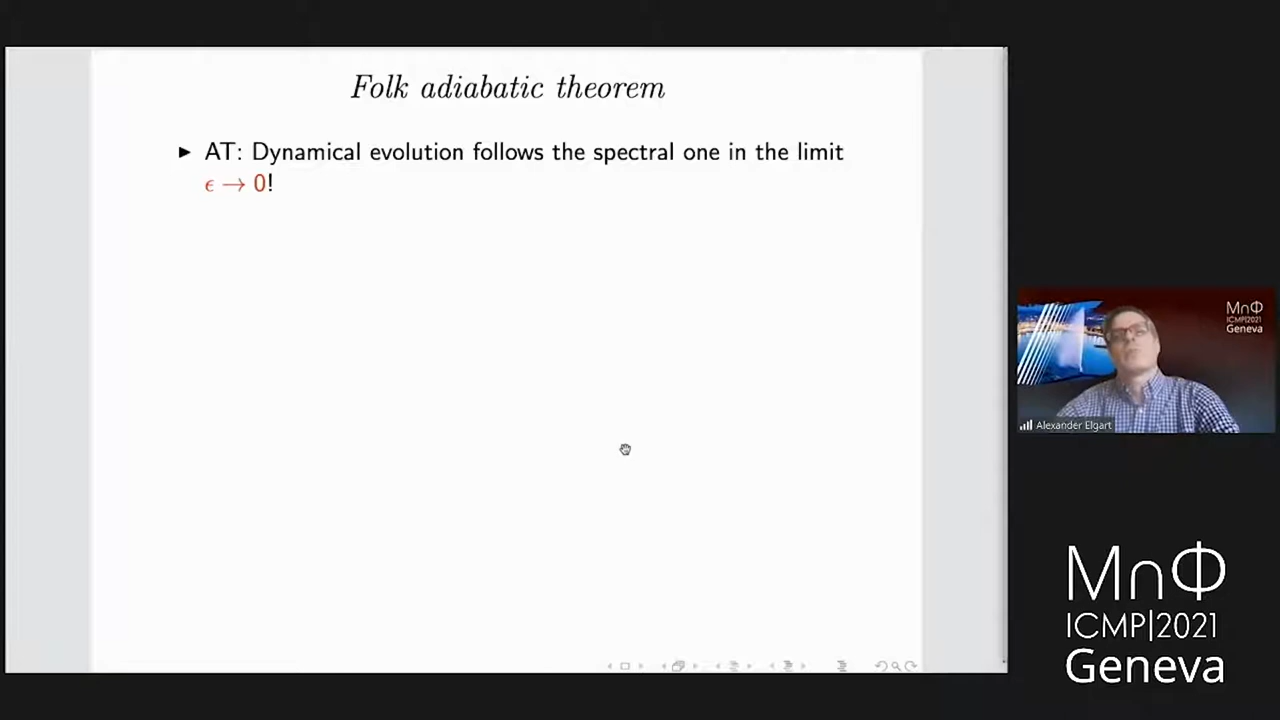 Folk adiabatic theorem
► AT: Dynamical evolution follows the spectral one in the limit
ϵ → 0!
MnΦ
ICMP|2021
Geneva
Alexander Elgart
MnΦ
ICMP|2021
Geneva